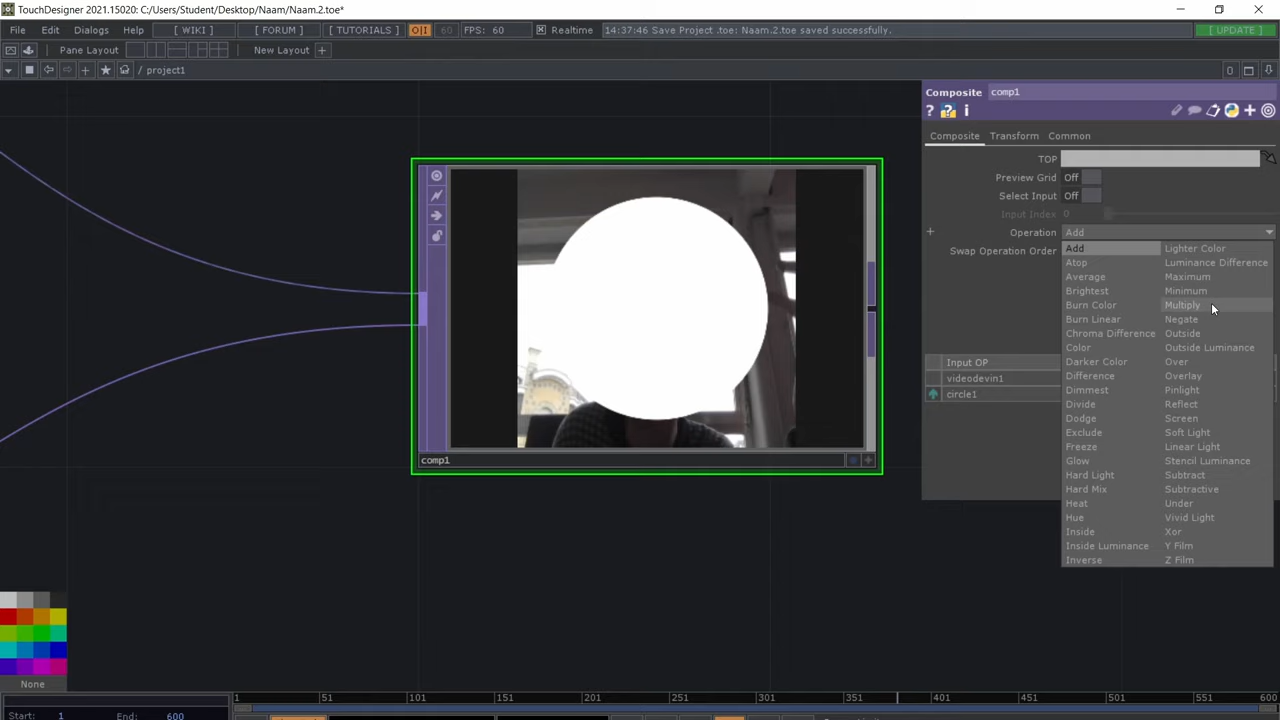 TouchDesigner 2021.15020: C:/Users/Student/Desktop/Naam/Naam.2.toe*
File Edit Dialogs Help [ WIKI ] [ FORUM ] [ TUTORIALS ] O|I 60 FPS: 60 Realtime 14:37:46 Save Project .toe: Naam.2.toe saved successfully. [ UPDATE ]
Pane Layout New Layout +
/ project1 0
Composite comp1
? ? i
Composite Transform Common
TOP
Preview Grid Off
Select Input Off
Input Index 0
Operation Add
Swap Operation Order
Add Lighter Color
Atop Luminance Difference
Average Maximum
Brightest Minimum
Burn Color Multiply
Burn Linear Negate
Chroma Difference Outside
Color Outside Luminance
Darker Color Over
Difference Overlay
Dimmest Pinlight
Divide Reflect
Dodge Screen
Exclude Soft Light
Freeze Linear Light
Glow Stencil Luminance
Hard Light Subtract
Hard Mix Subtractive
Heat Under
Hue Vivid Light
Inside Xor
Inside Luminance Y Film
Inverse Z Film
Input OP
videodevin1
circle1
comp1
None
1 51 101 151 201 251 301 351 401 451 501 551 600
Start: 1 End: 600